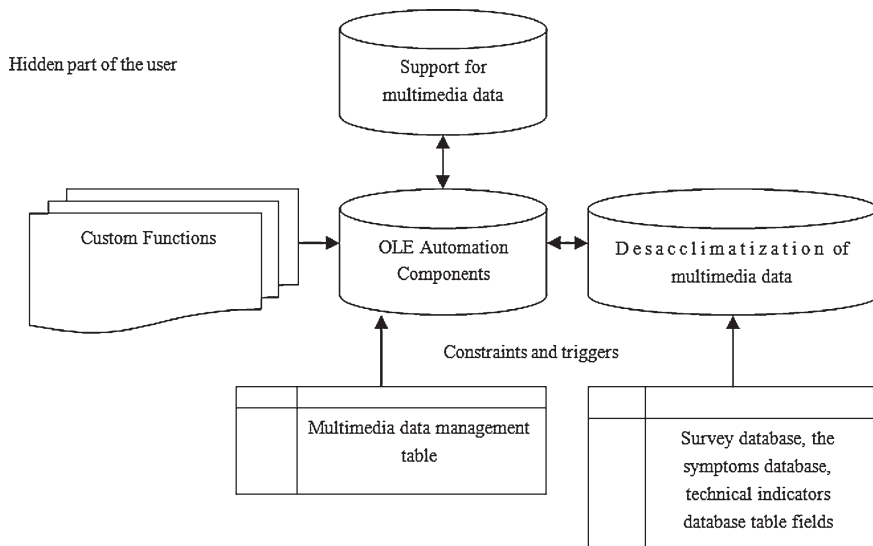 Hidden part of the user
Support for
multimedia data
Custom Functions
OLE Automation
Components
Desacclimatization of
multimedia data
Constraints and triggers
Multimedia data management
table
Survey database, the
symptoms database,
technical indicators
database table fields